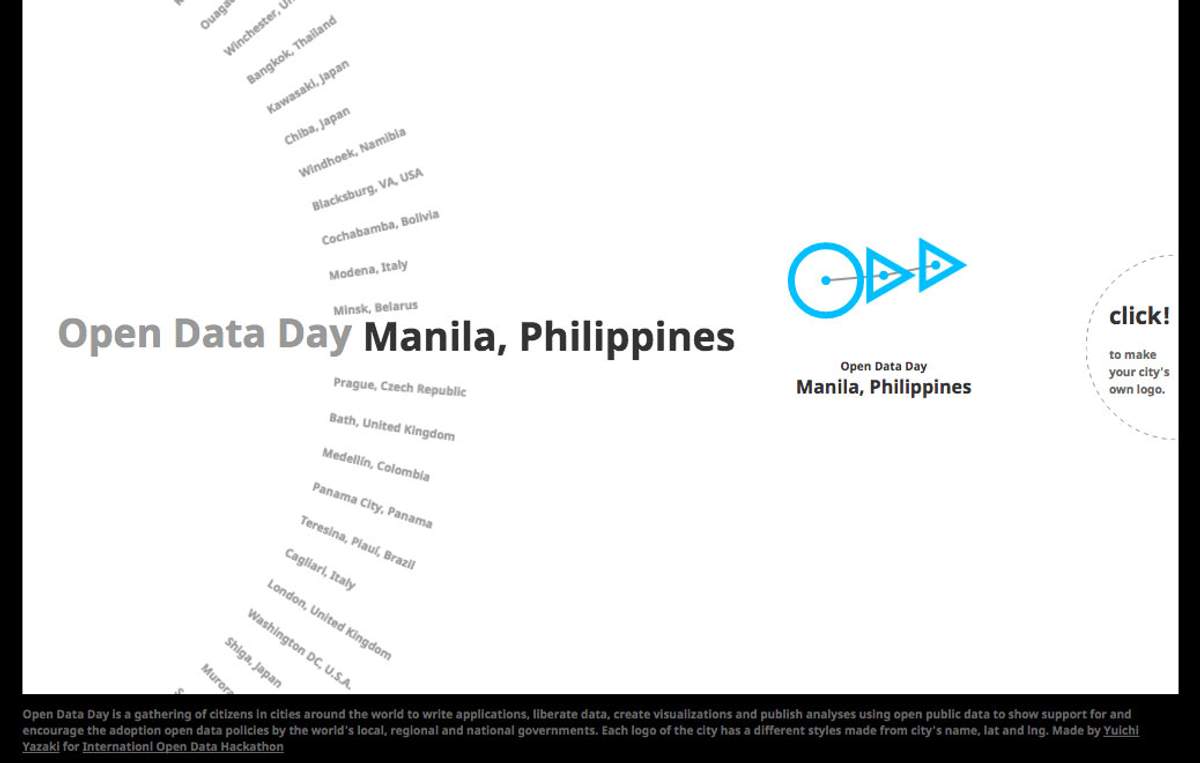 Winchester,
Bangkok, Thailand
Kawasaki, Japan
Chiba, Japan
Windhoek, Namibia
Blacksburg, VA, USA
Cochabamba, Bolivia
Modena, Italy
Minsk, Belarus
Open Data Day Manila, Philippines
Prague, Czech Republic
Bath, United Kingdom
Medellín, Colombia
Panama City, Panama
Teresina, Piauí, Brazil
Cagliari, Italy
London, United Kingdom
Washington DC, U.S.A.
Shiga, Japan
Open Data Day
Manila, Philippines
click!
to make
your city's
own logo.
Open Data Day is a gathering of citizens in cities around the world to write applications, liberate data, create visualizations and publish analyses using open public data to show support for and
encourage the adoption open data policies by the world's local, regional and national governments. Each logo of the city has a different styles made from city's name, lat and lng. Made by Yuichi
Yazaki for Internationl Open Data Hackathon